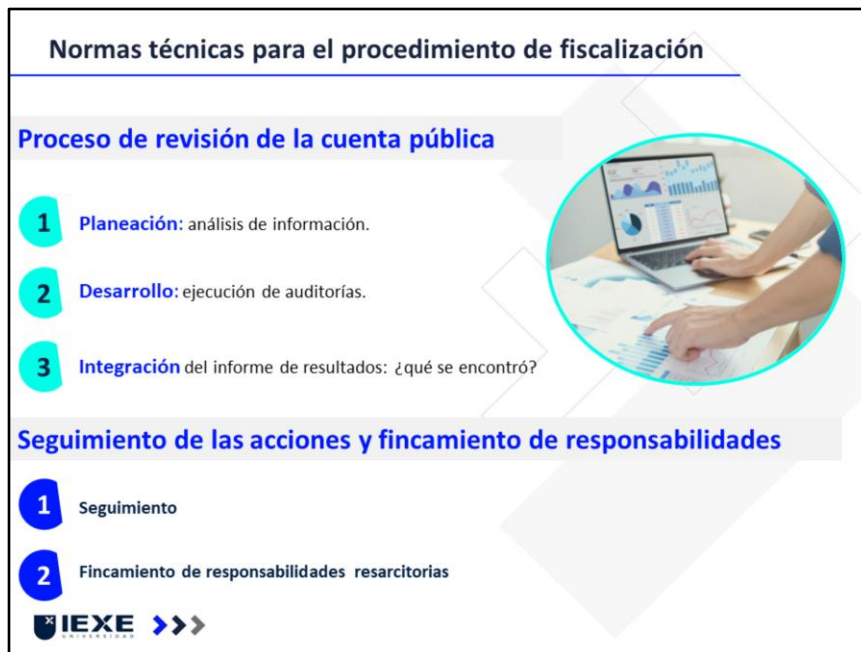 Normas técnicas para el procedimiento de fiscalización
Proceso de revisión de la cuenta pública
1 Planeación: análisis de información.
2 Desarrollo: ejecución de auditorías.
3 Integración del informe de resultados: ¿qué se encontró?
Seguimiento de las acciones y fincamiento de responsabilidades
1 Seguimiento
2 Fincamiento de responsabilidades resarcitorias
IEXE
UNIVERSIDAD